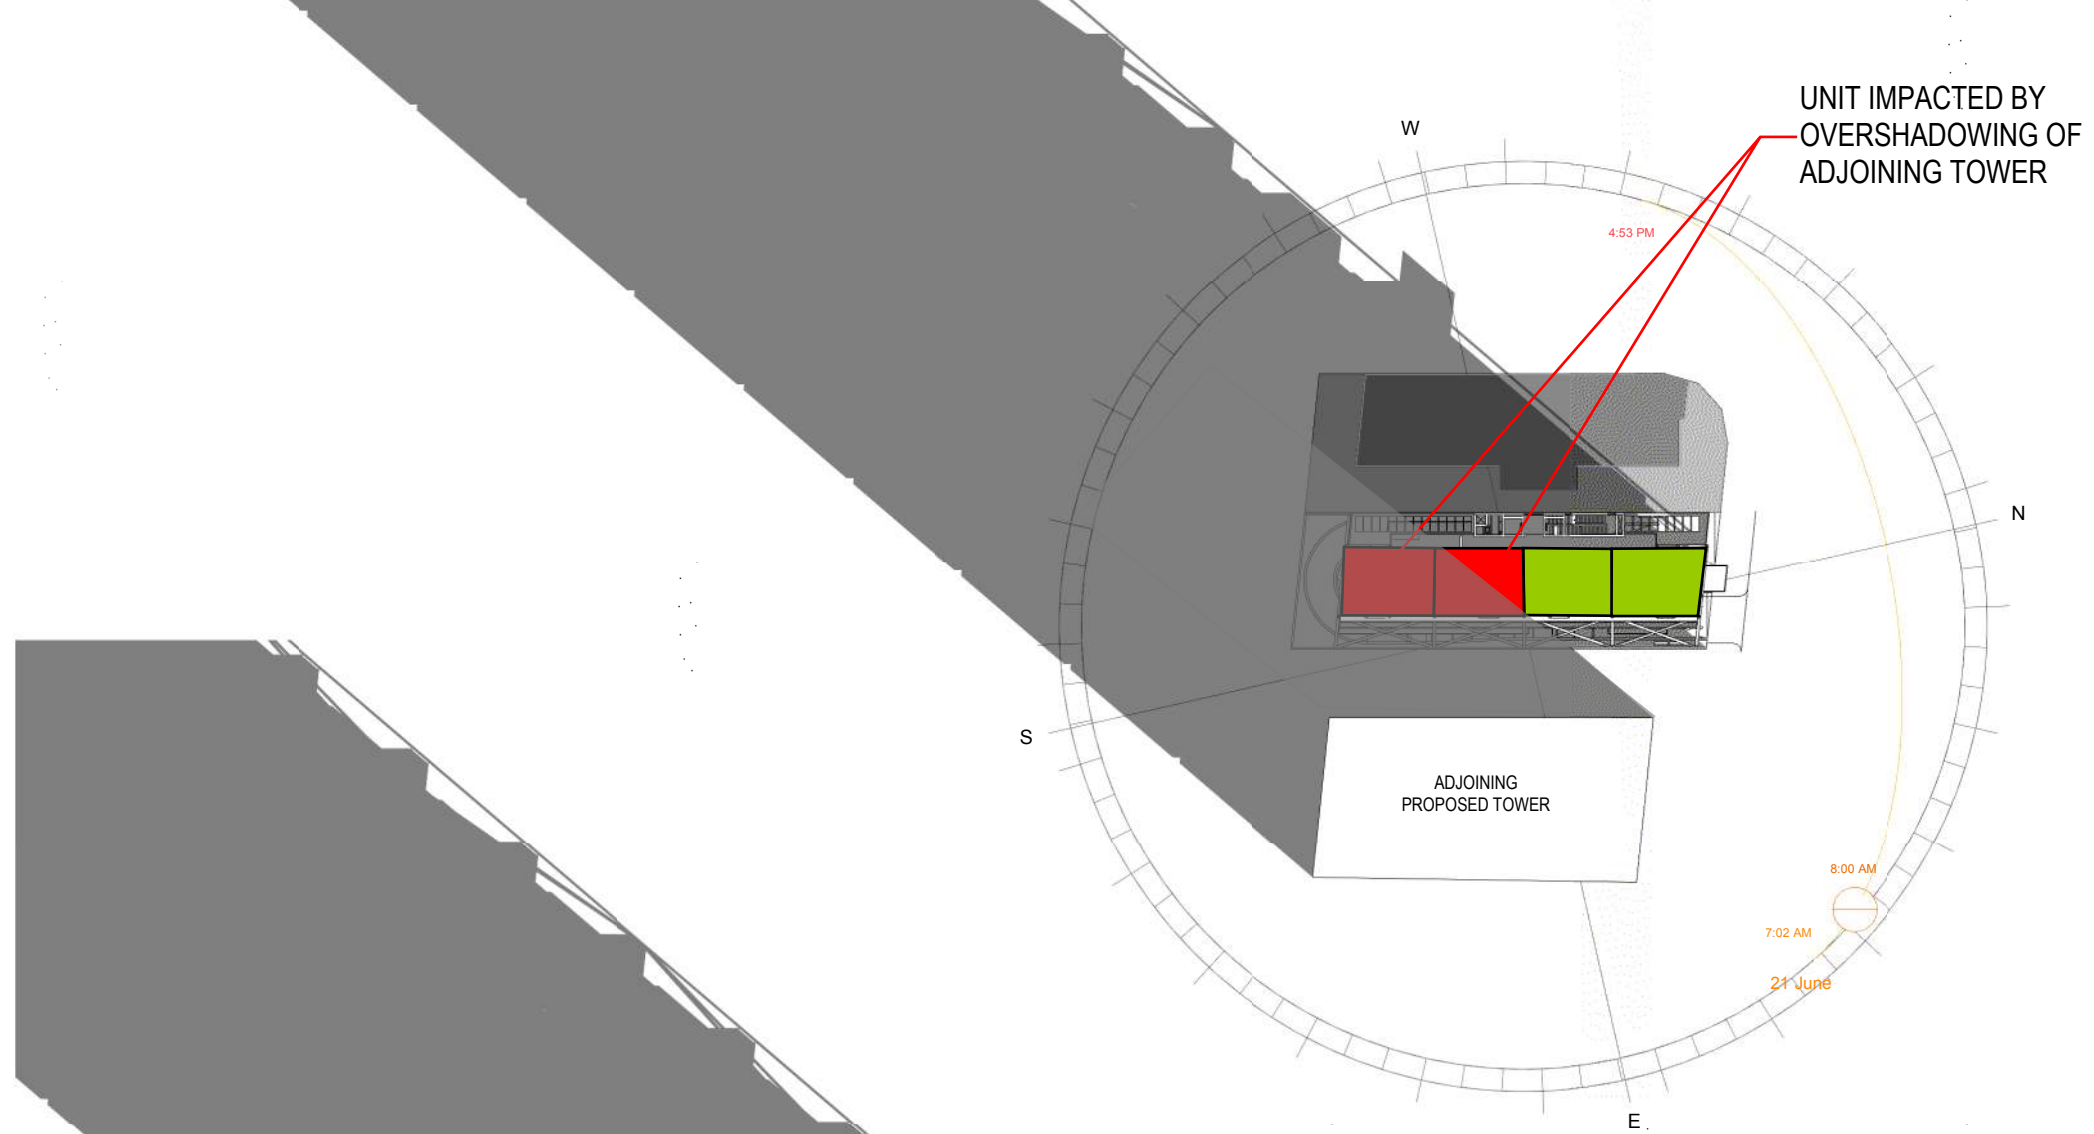 UNIT IMPACTED BY
OVERSHADOWING OF
ADJOINING TOWER
W
4:53 PM
N
S
ADJOINING
PROPOSED TOWER
8:00 AM
7:02 AM
21 June
E